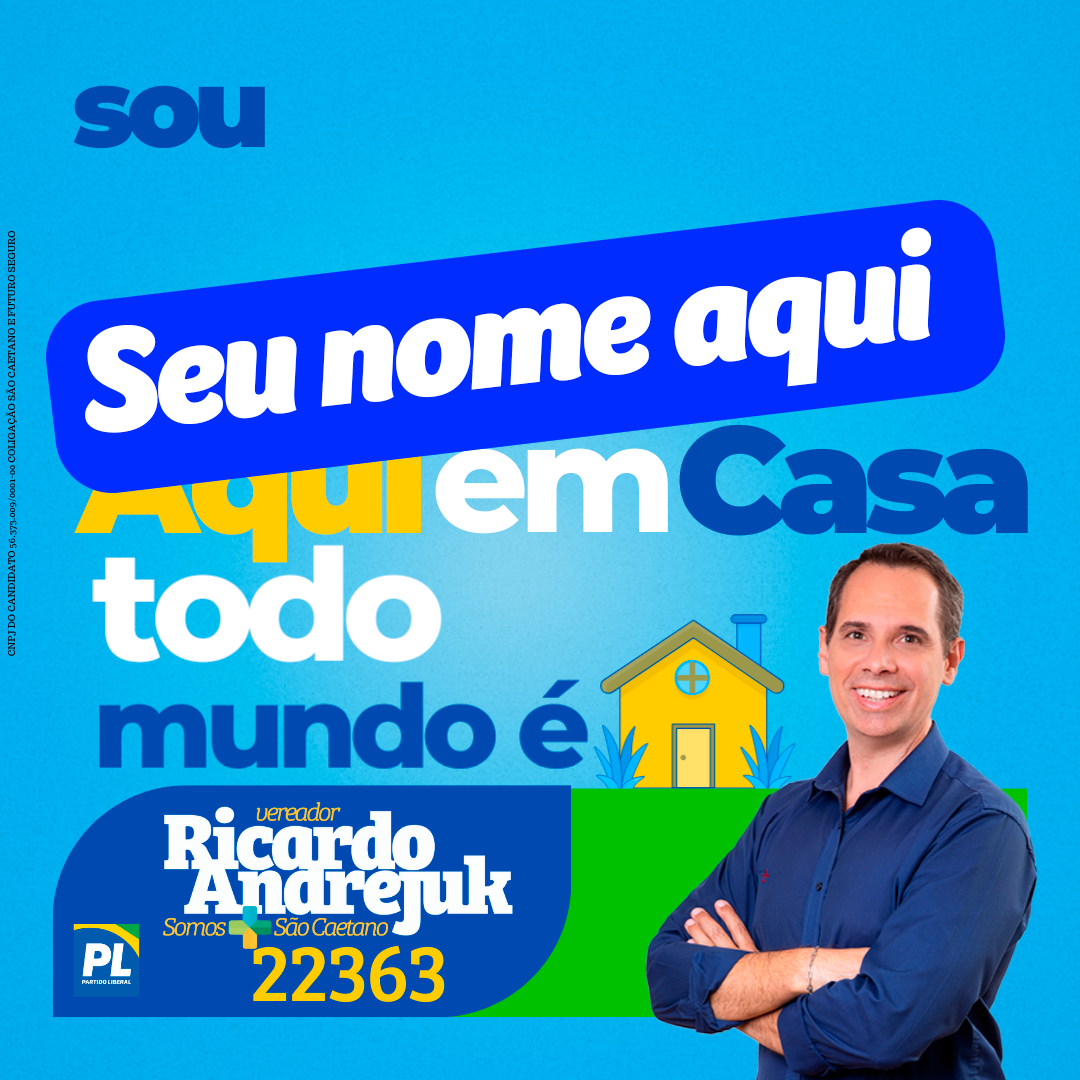 sou
Seu nome aqui
Aqui em Casa
todo
mundo é
vereador
Ricardo
Andrejuk
Somos São Caetano
22363
PL
PARTIDO LIBERAL
CNPJ DO CANDIDATO 56.373.009/0001-00 COLIGAÇÃO SÃO CAETANO E FUTURO SEGURO